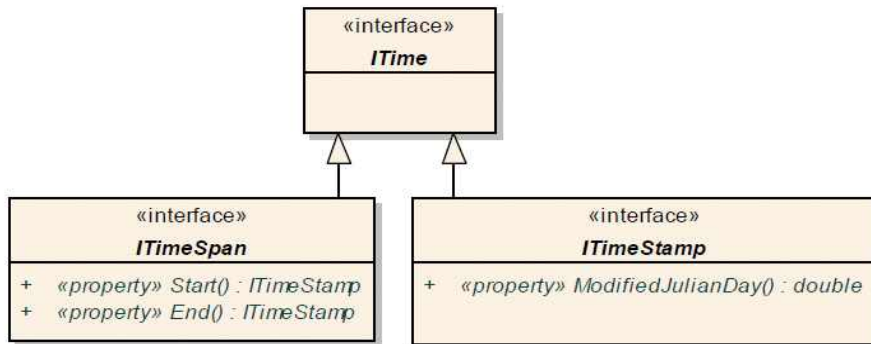 «interface»
ITime
«interface»
ITimeSpan
+ «property» Start() : ITimeStamp
+ «property» End() : ITimeStamp
«interface»
ITimeStamp
+ «property» ModifiedJulianDay() : double